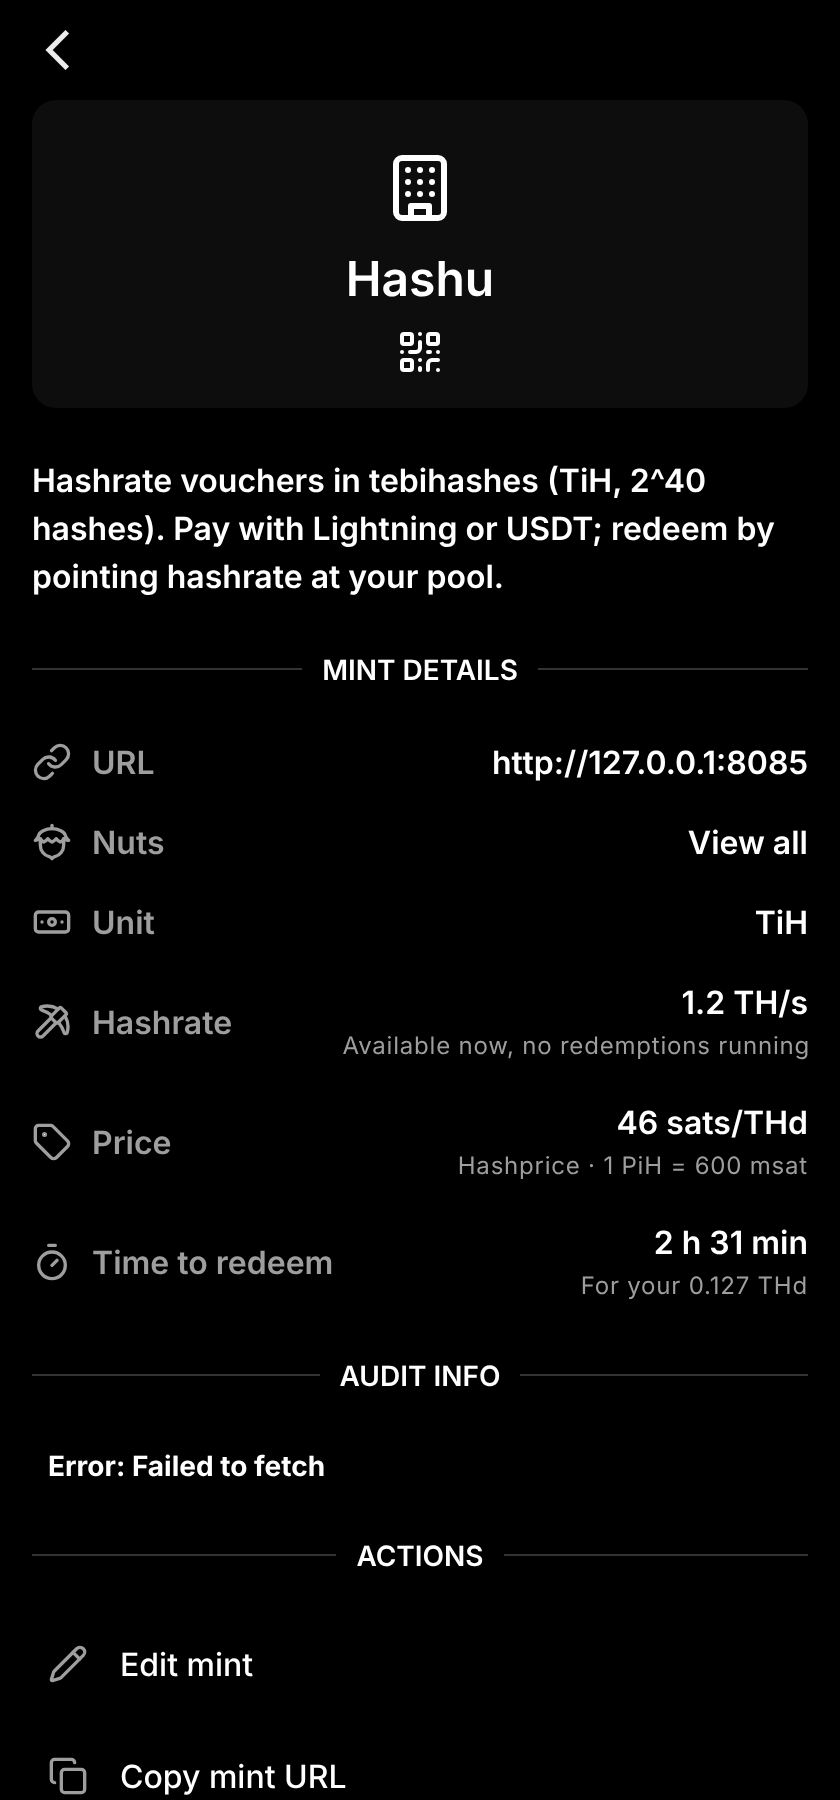 Hashu
Hashrate vouchers in tebihashes (TiH, 2^40
hashes). Pay with Lightning or USDT; redeem by
pointing hashrate at your pool.
MINT DETAILS
URL http://127.0.0.1:8085
Nuts View all
Unit TiH
Hashrate 1.2 TH/s
Available now, no redemptions running
Price 46 sats/THd
Hashprice · 1 PiH = 600 msat
Time to redeem 2 h 31 min
For your 0.127 THd
AUDIT INFO
Error: Failed to fetch
ACTIONS
Edit mint
Copy mint URL